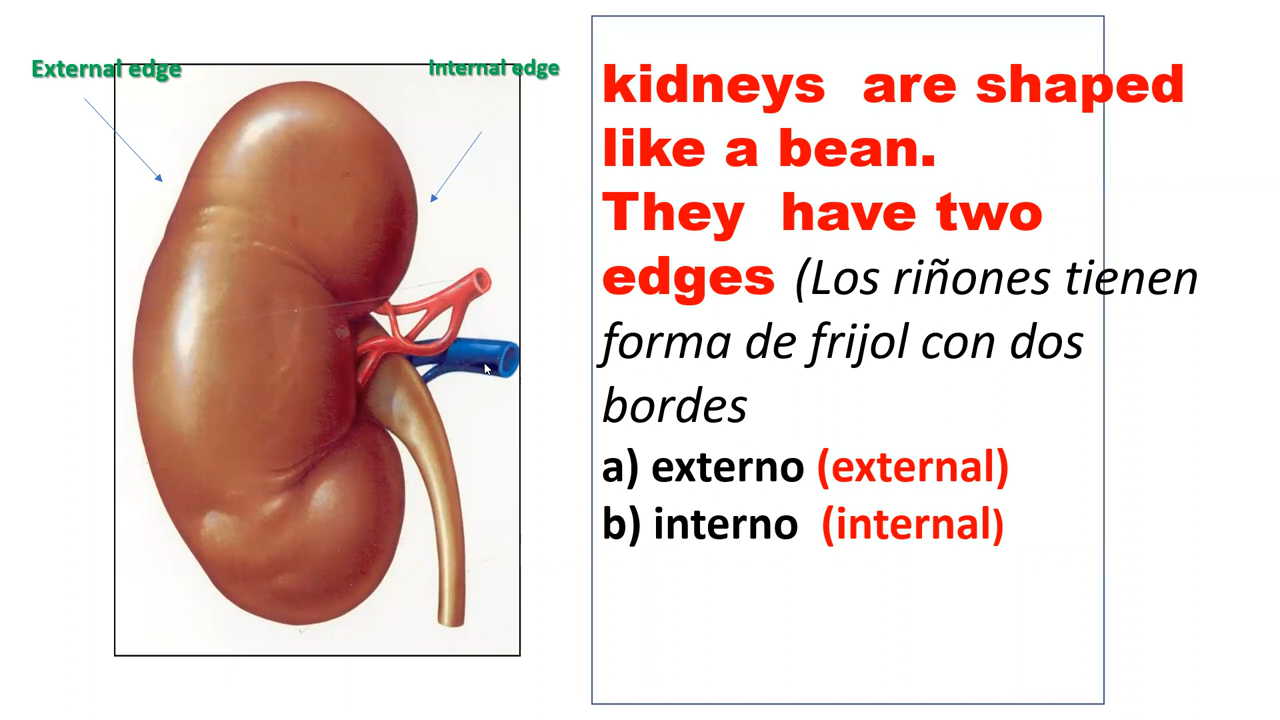 External edge
Internal edge
kidneys are shaped
like a bean.
They have two
edges (Los riñones tienen
forma de frijol con dos
bordes
a) externo (external)
b) interno (internal)